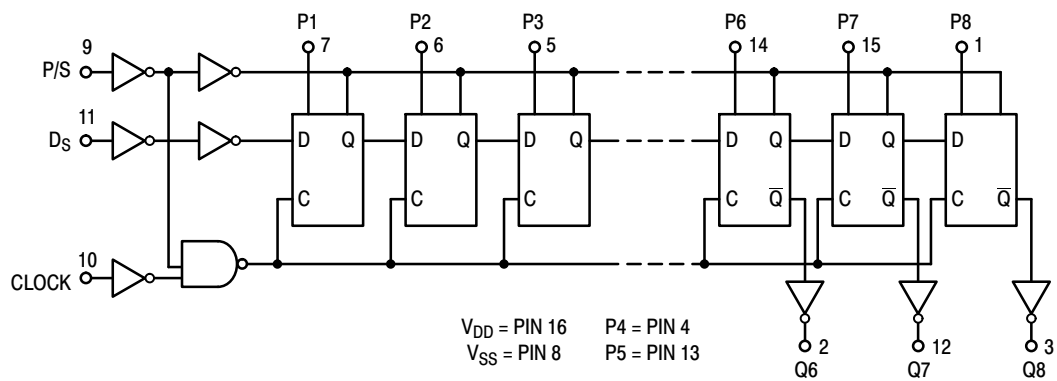 P1 P2 P3 P6 P7 P8
9 7 6 5 14 15 1
P/S
11
DS D Q D Q D Q D Q D Q D
C C C C Q̅ C Q̅ C Q̅
10
CLOCK
VDD = PIN 16 P4 = PIN 4
VSS = PIN 8 P5 = PIN 13
2 12 3
Q6 Q7 Q8